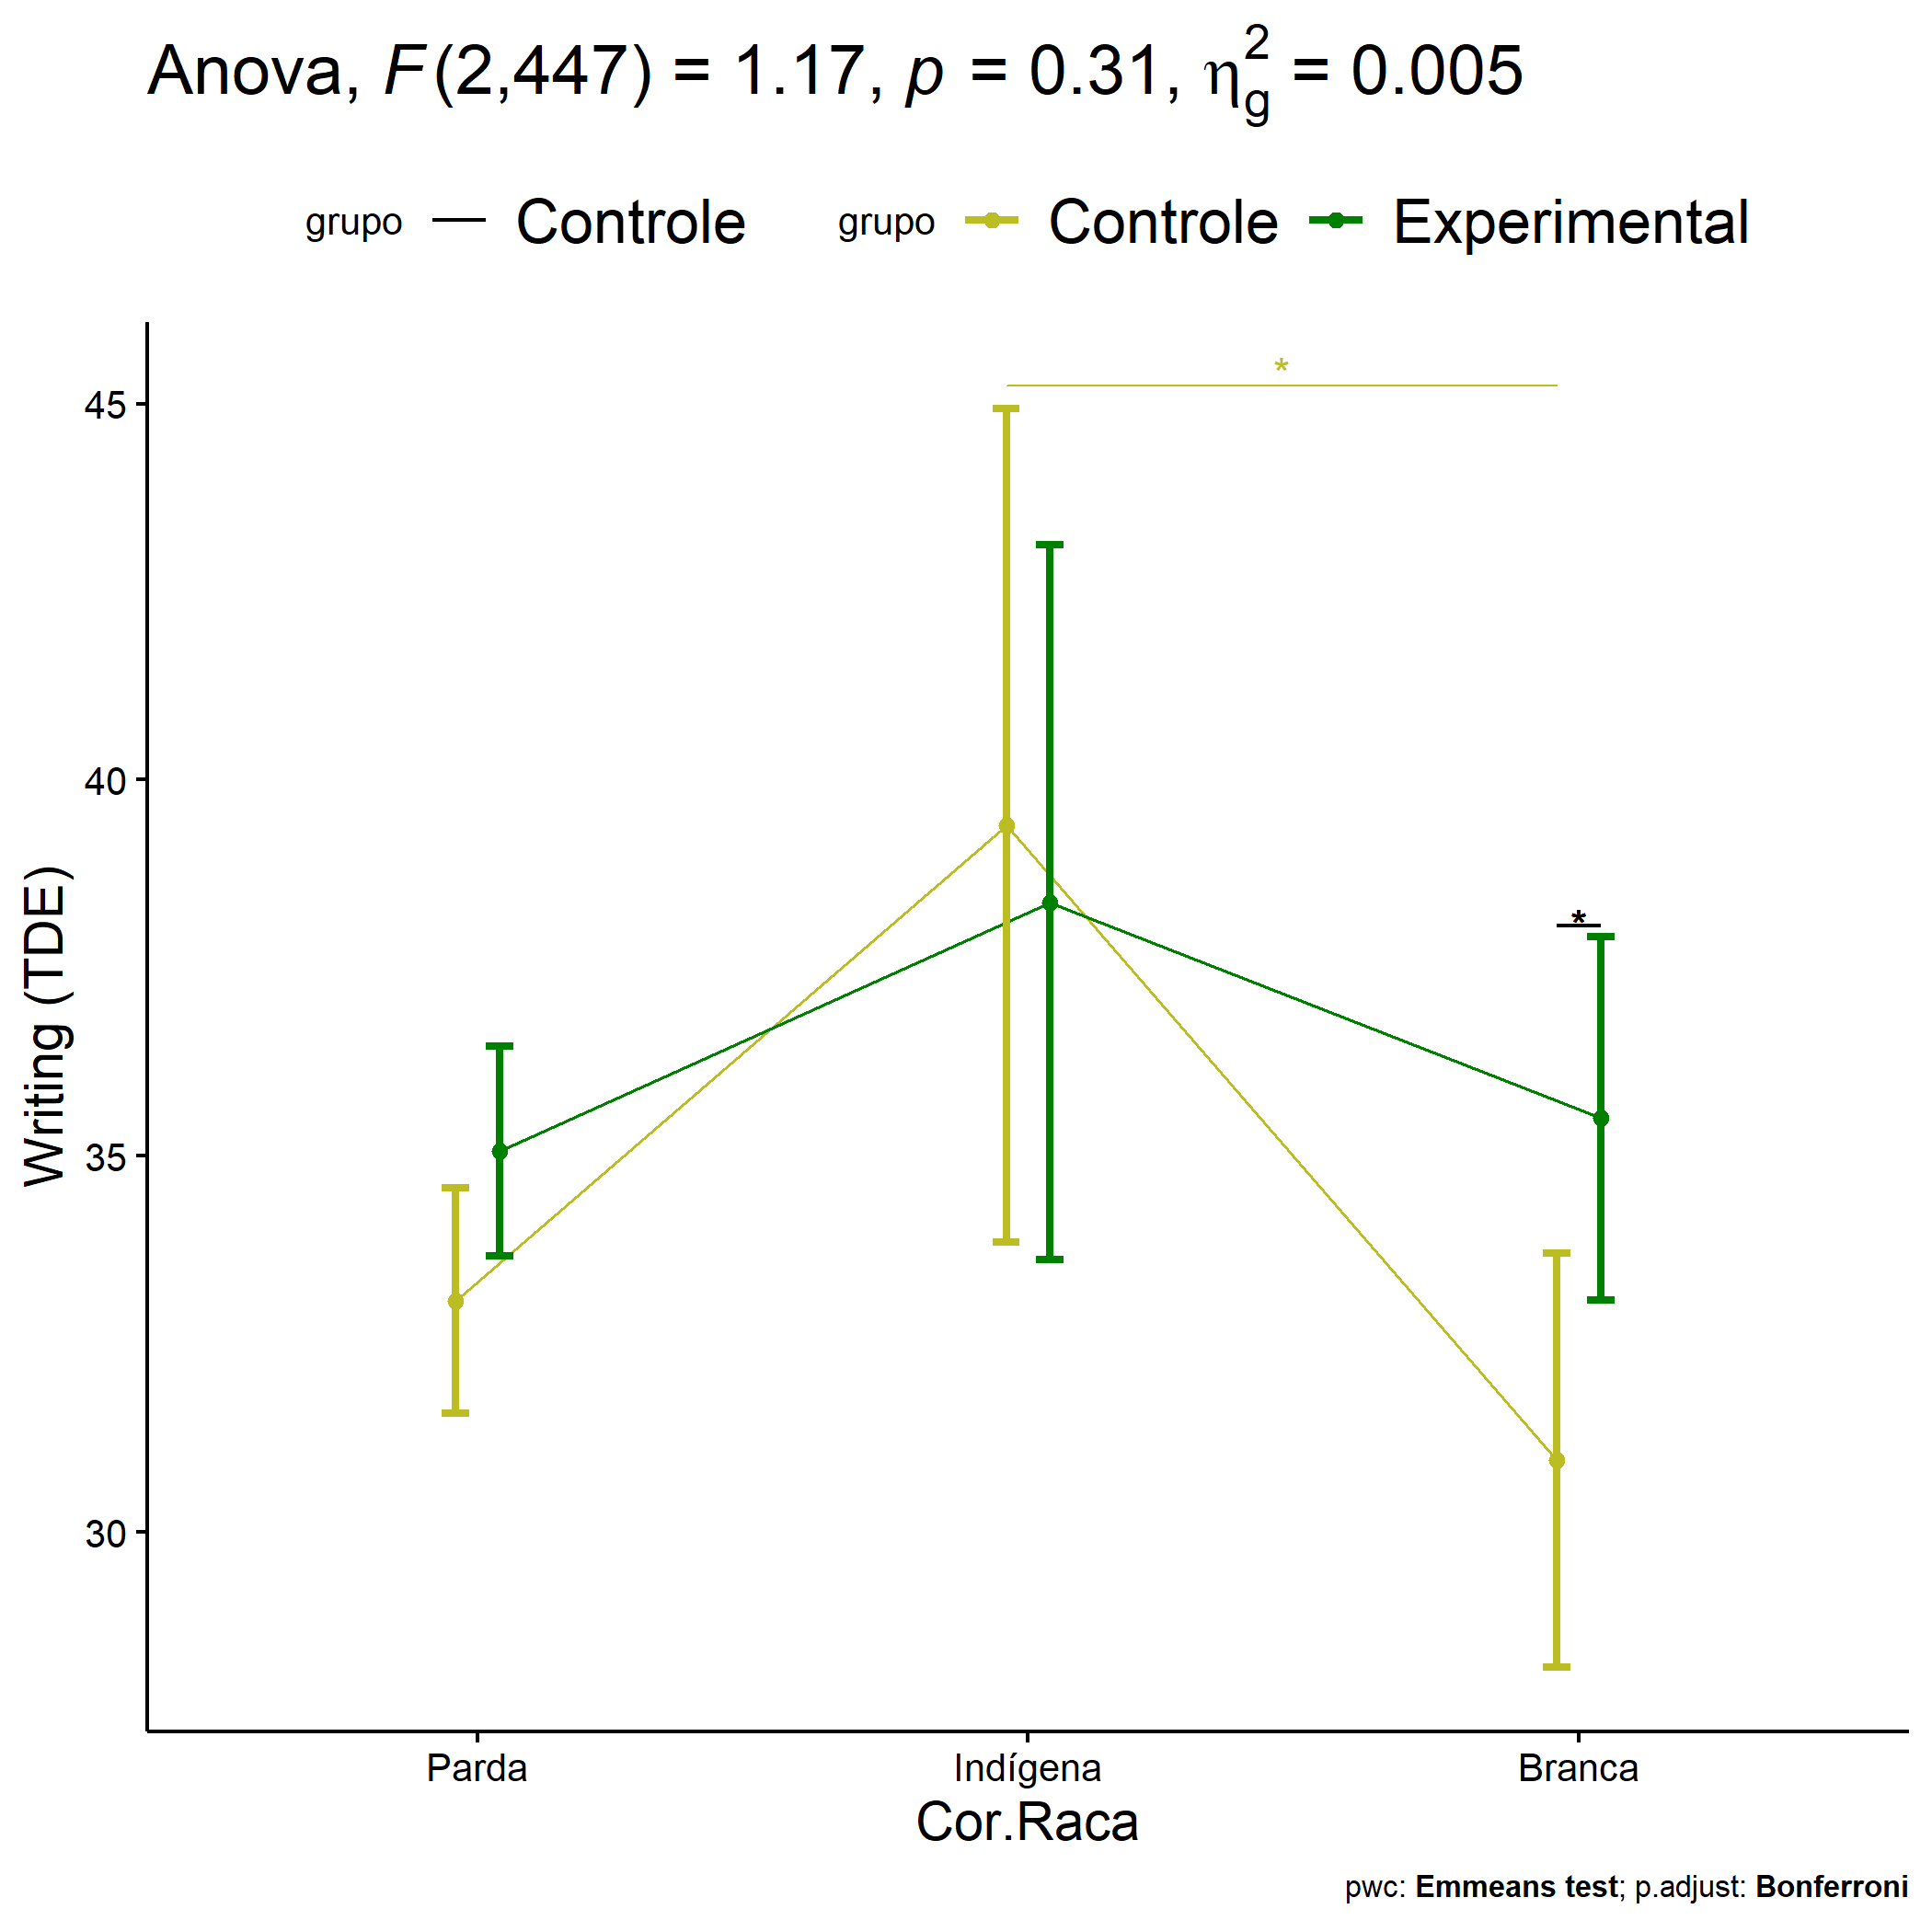 Anova, F(2,447) = 1.17, p = 0.31, η²g = 0.005
grupo Controle grupo Controle Experimental
*
*
45
40
35
30
Writing (TDE)
Parda Indígena Branca
Cor.Raca
pwc: Emmeans test; p.adjust: Bonferroni